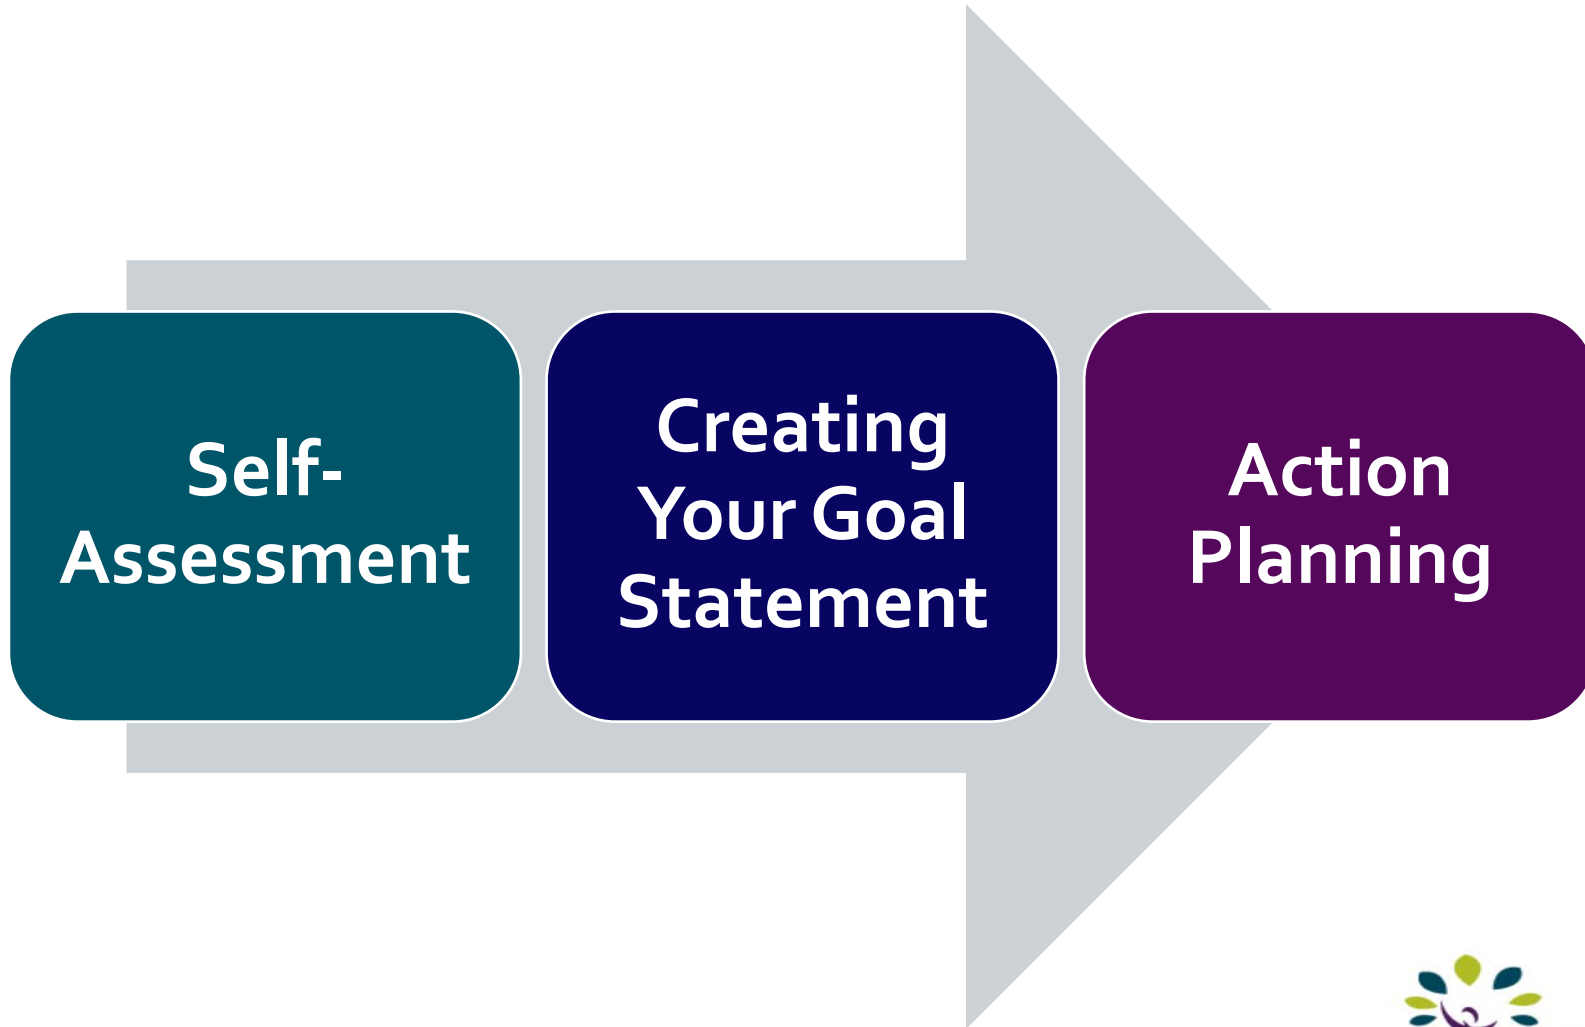 Self-
Assessment
Creating
Your Goal
Statement
Action
Planning